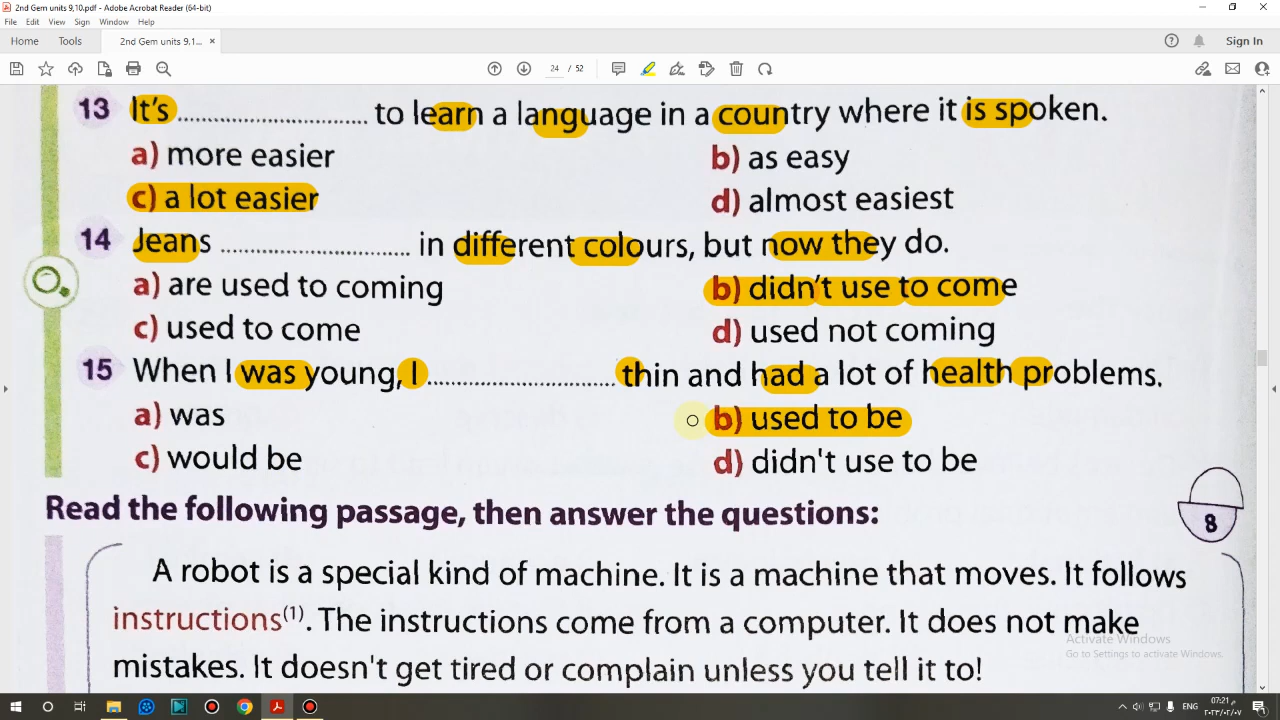 2nd Gem units 9,10.pdf - Adobe Acrobat Reader (64-bit)
File Edit View Sign Window Help
Home Tools 2nd Gem units 9,1... × Sign In
24 / 52
13 It's .............................. to learn a language in a country where it is spoken.
a) more easier b) as easy
c) a lot easier d) almost easiest
14 Jeans .............................. in different colours, but now they do.
a) are used to coming b) didn't use to come
c) used to come d) used not coming
15 When I was young, I .............................. thin and had a lot of health problems.
a) was b) used to be
c) would be d) didn't use to be
Read the following passage, then answer the questions:
8
A robot is a special kind of machine. It is a machine that moves. It follows
instructions(1). The instructions come from a computer. It does not make
mistakes. It doesn't get tired or complain unless you tell it to!
Activate Windows
Go to Settings to activate Windows.
ENG
07:21 م
٢٠٢٣/٠٢/٠٧